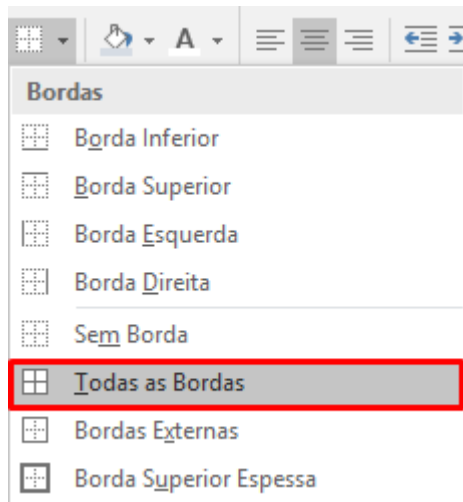 A
Bordas
Borda Inferior
Borda Superior
Borda Esquerda
Borda Direita
Sem Borda
Todas as Bordas
Bordas Externas
Borda Superior Espessa